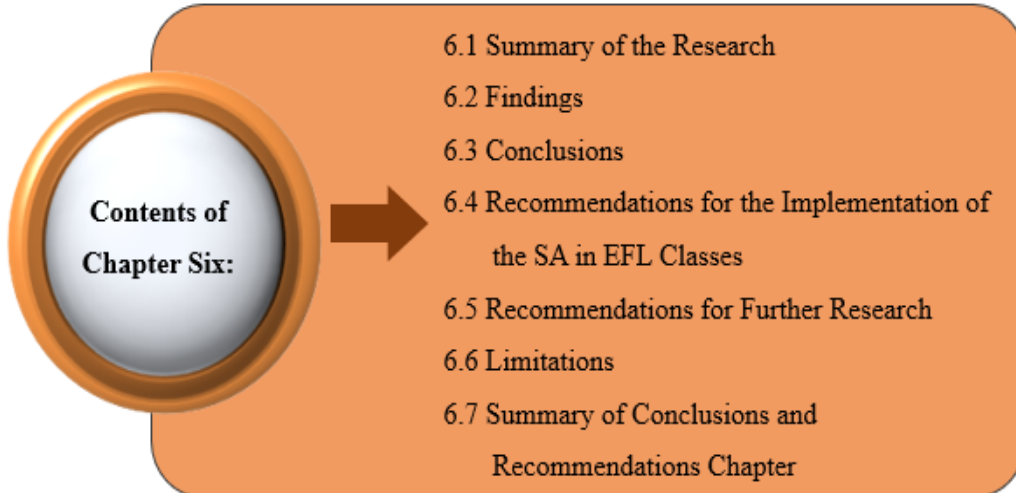 Contents of
Chapter Six:
6.1 Summary of the Research
6.2 Findings
6.3 Conclusions
6.4 Recommendations for the Implementation of
the SA in EFL Classes
6.5 Recommendations for Further Research
6.6 Limitations
6.7 Summary of Conclusions and
Recommendations Chapter